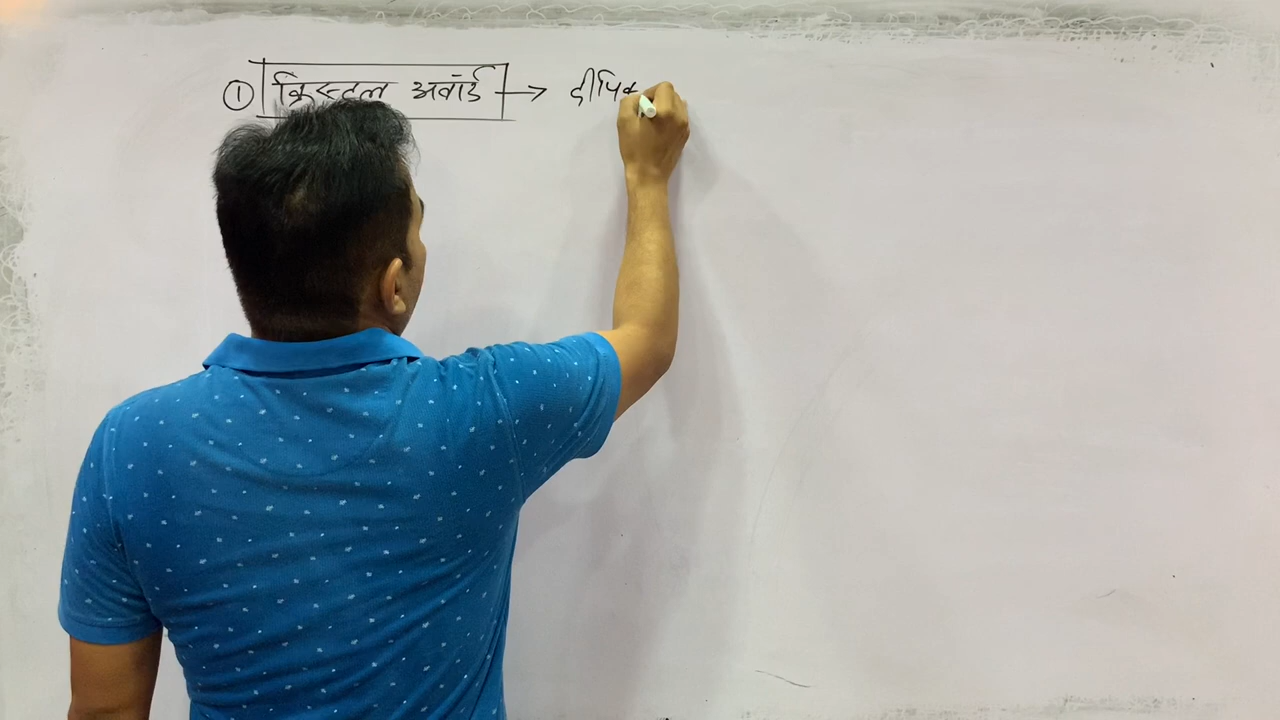 ① क्रिस्टल अवार्ड → दीपिक